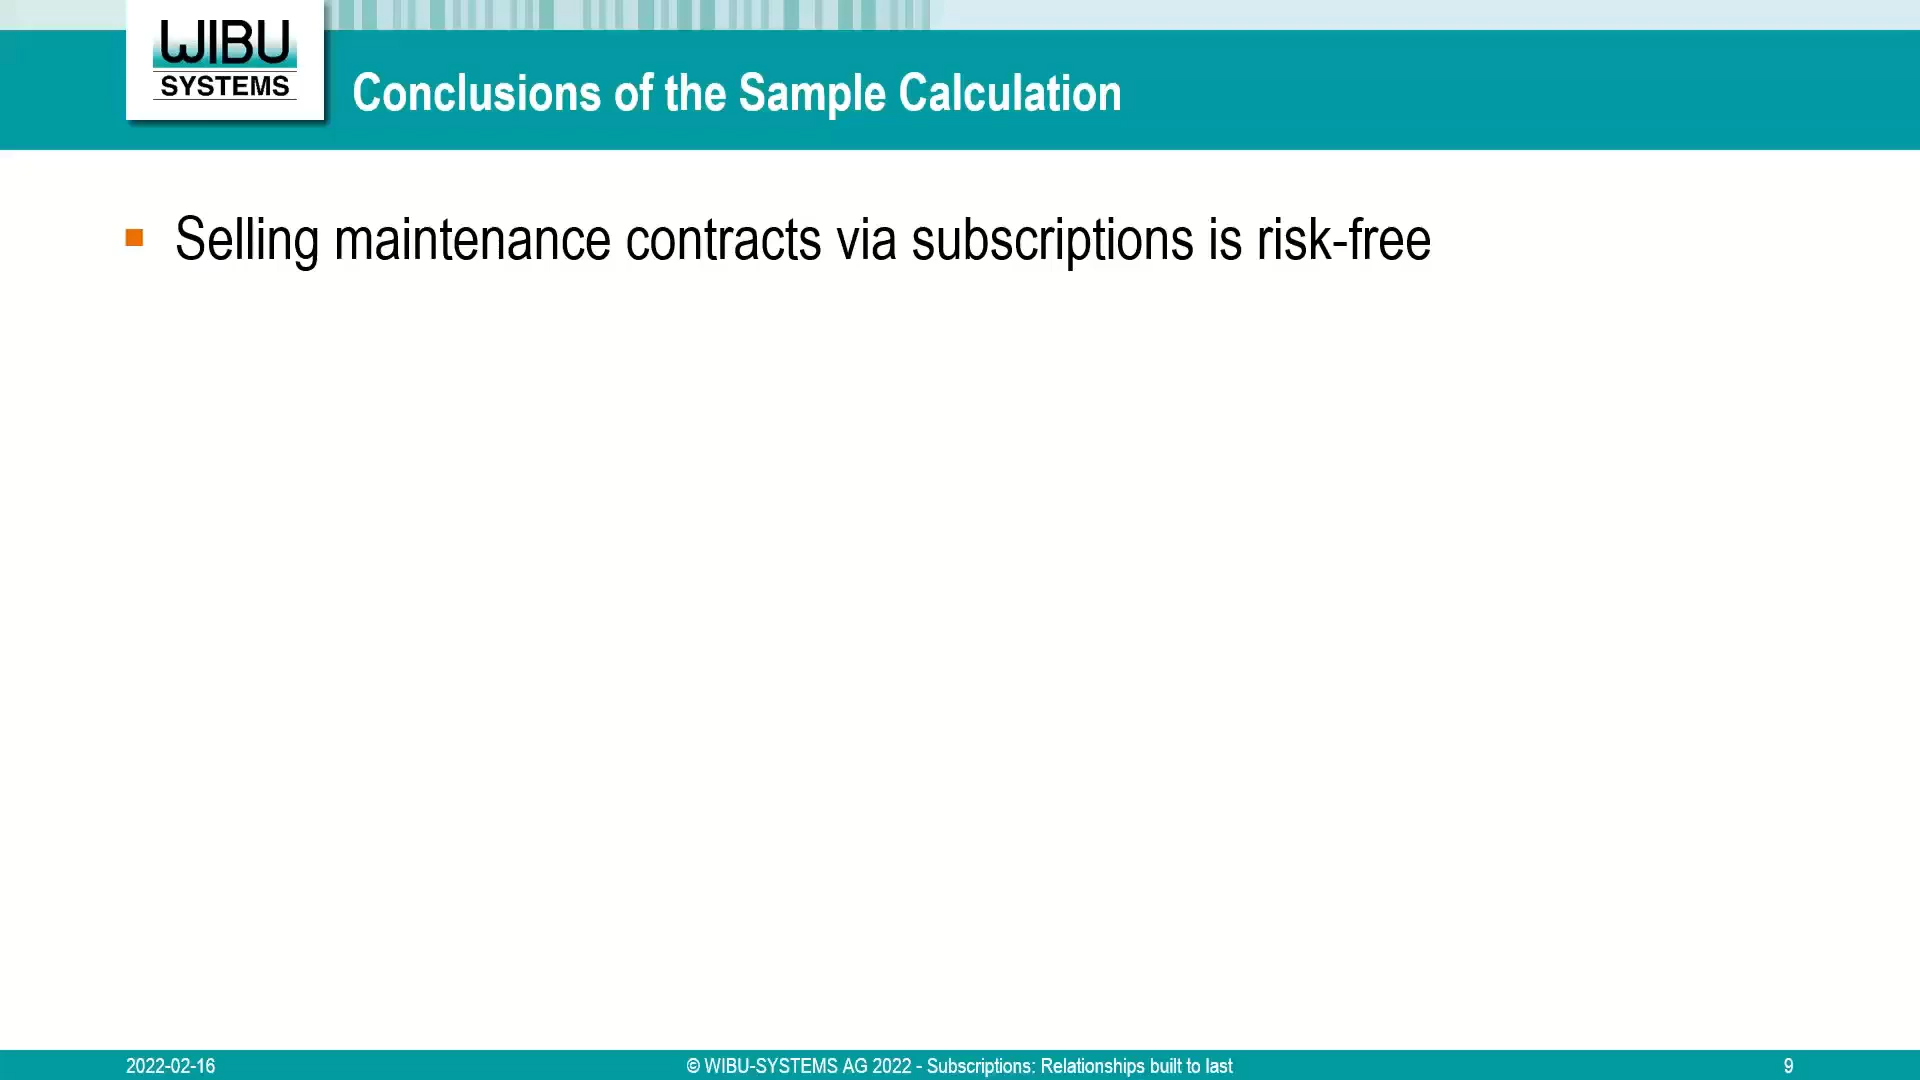 WIBU
SYSTEMS
Conclusions of the Sample Calculation
Selling maintenance contracts via subscriptions is risk-free
2022-02-16
© WIBU-SYSTEMS AG 2022 - Subscriptions: Relationships built to last
9